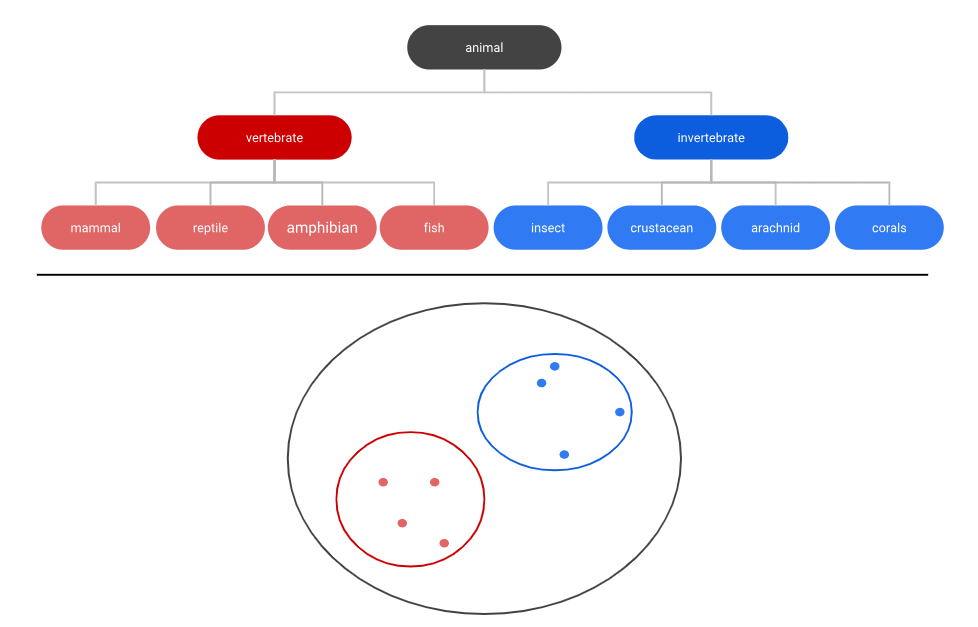 animal
vertebrate
invertebrate
mammal
reptile
amphibian
fish
insect
crustacean
arachnid
corals